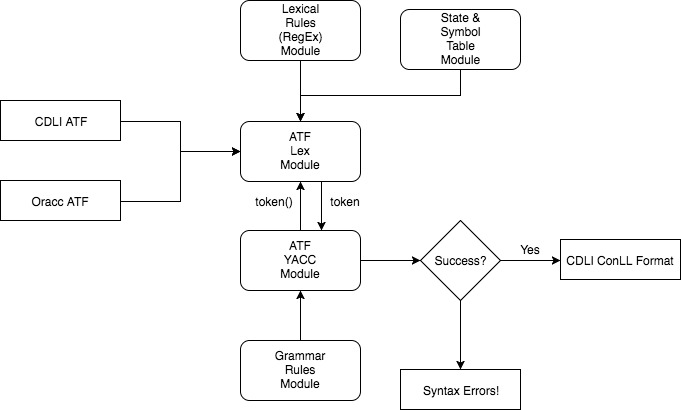 Lexical
Rules
(RegEx)
Module
State &
Symbol
Table
Module
CDLI ATF
Oracc ATF
ATF
Lex
Module
token()
token
ATF
YACC
Module
Success?
Yes
CDLI ConLL Format
Grammar
Rules
Module
Syntax Errors!